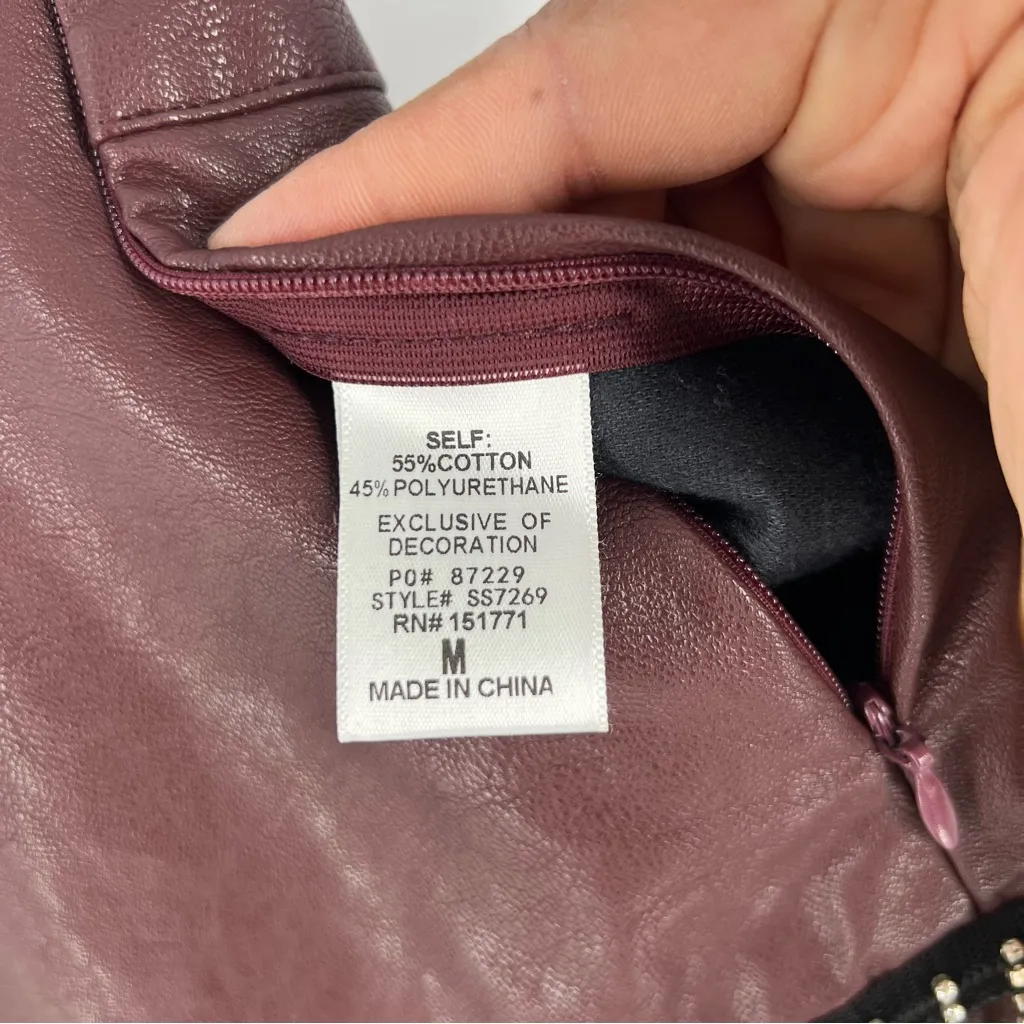 SELF:
55%COTTON
45% POLYURETHANE
EXCLUSIVE OF
DECORATION
PO# 87229
STYLE# SS7269
RN# 151771
M
MADE IN CHINA